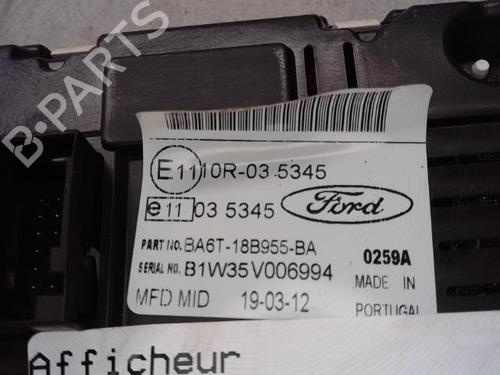 B-PARTS
E11 10R-03 5345
e11 03 5345 Ford
PART NO. BA6T-18B955-BA 0259A
SERIAL NO. B1W35V006994 MADE IN
MFD MID 19-03-12 PORTUGAL
Afficheur